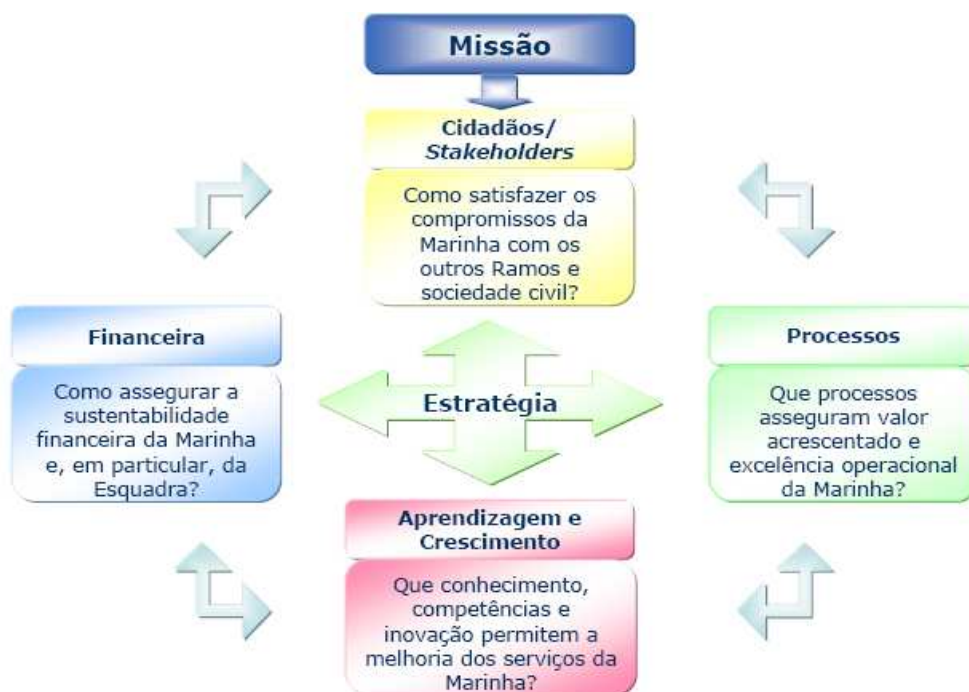 Missão
Cidadãos/
Stakeholders
Como satisfazer os
compromissos da
Marinha com os
outros Ramos e
sociedade civil?
Financeira
Como assegurar a
sustentabilidade
financeira da Marinha
e, em particular, da
Esquadra?
Estratégia
Processos
Que processos
asseguram valor
acrescentado e
excelência operacional
da Marinha?
Aprendizagem e
Crescimento
Que conhecimento,
competências e
inovação permitem a
melhoria dos serviços da
Marinha?